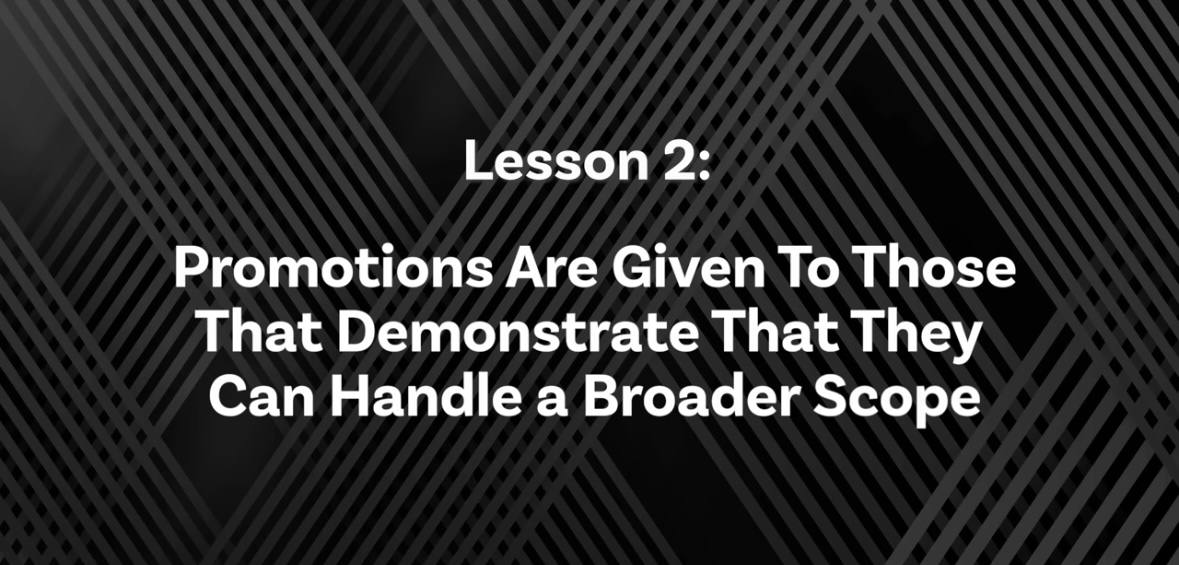 Lesson 2:
Promotions Are Given To Those
That Demonstrate That They
Can Handle a Broader Scope